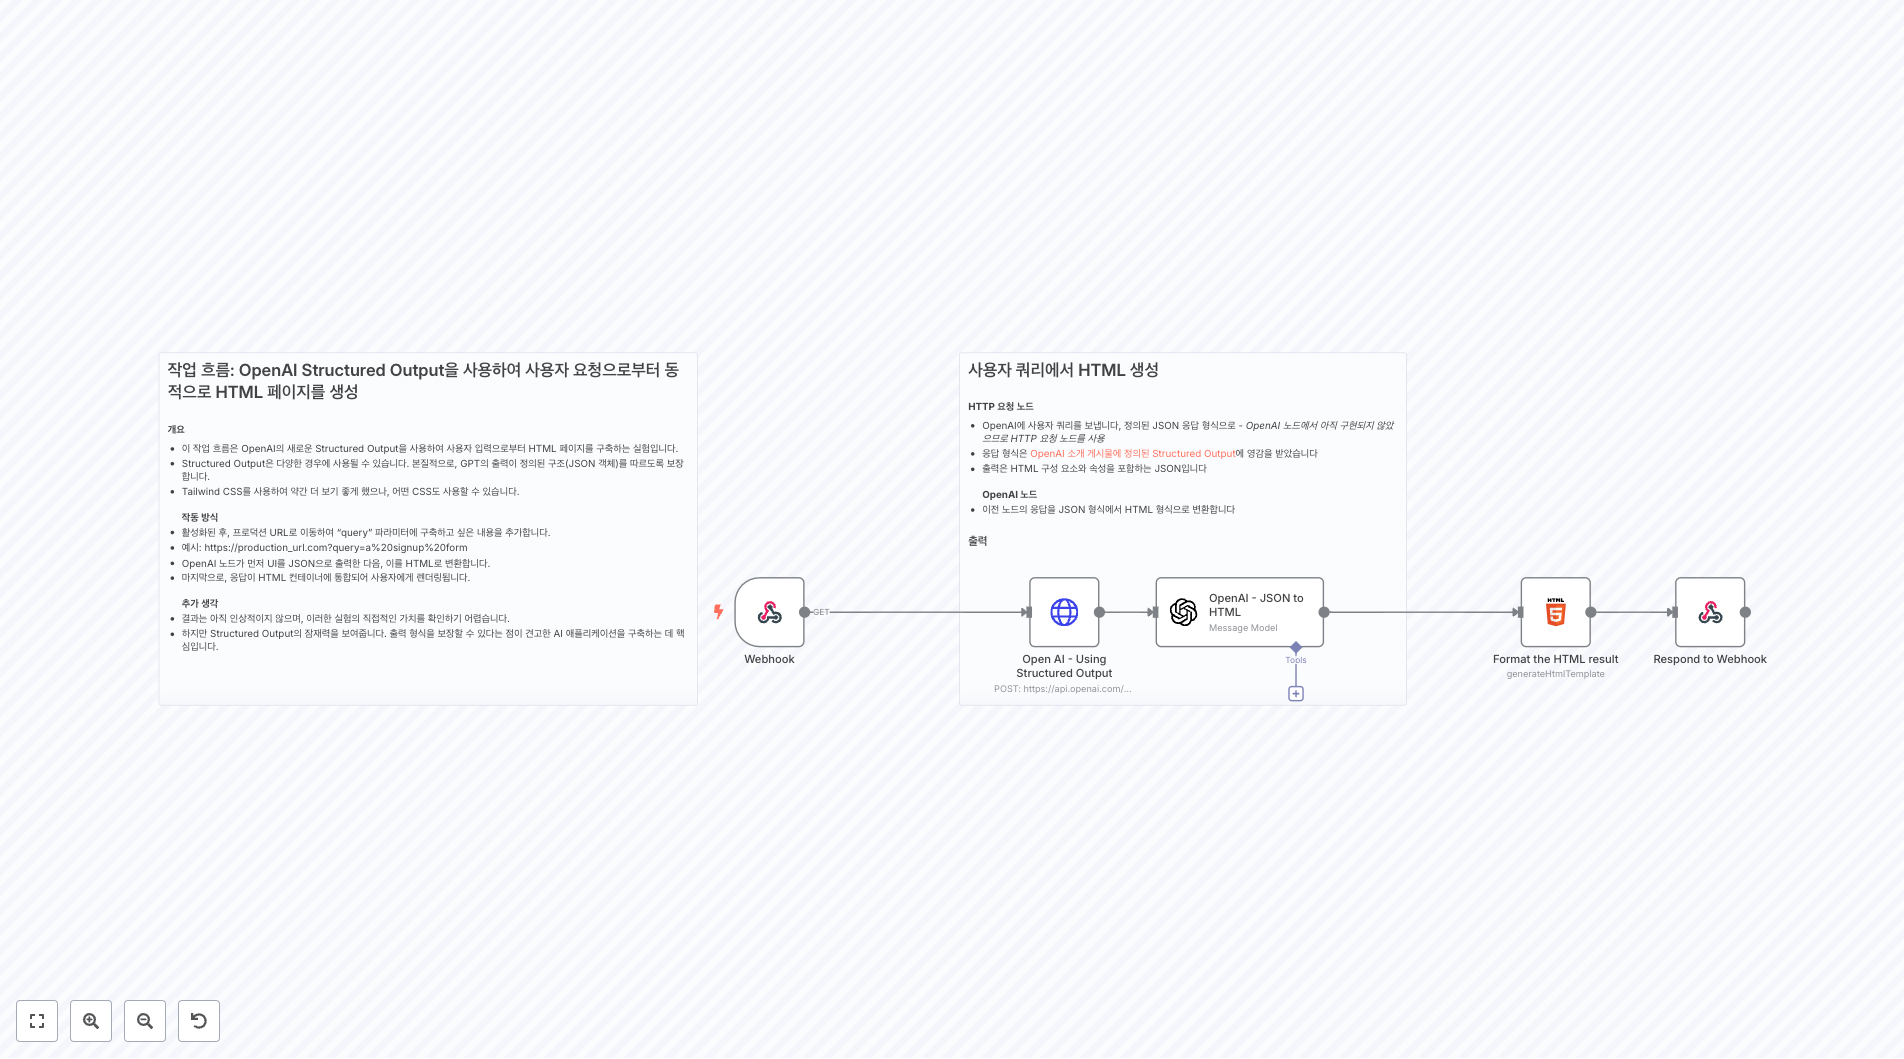 작업 흐름: OpenAI Structured Output을 사용하여 사용자 요청으로부터 동
적으로 HTML 페이지를 생성
개요
이 작업 흐름은 OpenAI의 새로운 Structured Output을 사용하여 사용자 입력으로부터 HTML 페이지를 구축하는 실험입니다.
Structured Output은 다양한 경우에 사용될 수 있습니다. 본질적으로, GPT의 출력이 정의된 구조(JSON 객체)를 따르도록 보장
합니다.
Tailwind CSS를 사용하여 약간 더 보기 좋게 했으나, 어떤 CSS도 사용할 수 있습니다.
작동 방식
활성화된 후, 프로덕션 URL로 이동하여 “query” 파라미터에 구축하고 싶은 내용을 추가합니다.
예시: https://production_url.com?query=a%20signup%20form
OpenAI 노드가 먼저 UI를 JSON으로 출력한 다음, 이를 HTML로 변환합니다.
마지막으로, 응답이 HTML 컨테이너에 통합되어 사용자에게 렌더링됩니다.
추가 생각
결과는 아직 인상적이지 않으며, 이러한 실험의 직접적인 가치를 확인하기 어렵습니다.
하지만 Structured Output의 잠재력을 보여줍니다. 출력 형식을 보장할 수 있다는 점이 견고한 AI 애플리케이션을 구축하는 데 핵
심입니다.
사용자 쿼리에서 HTML 생성
HTTP 요청 노드
OpenAI에 사용자 쿼리를 보냅니다, 정의된 JSON 응답 형식으로 - OpenAI 노드에서 아직 구현되지 않았
으므로 HTTP 요청 노드를 사용
응답 형식은 OpenAI 소개 게시물에 정의된 Structured Output에 영감을 받았습니다
출력은 HTML 구성 요소와 속성을 포함하는 JSON입니다
OpenAI 노드
이전 노드의 응답을 JSON 형식에서 HTML 형식으로 변환합니다
출력
GET
Webhook
Open AI - Using
Structured Output
POST: https://api.openai.com/...
OpenAI - JSON to
HTML
Message Model
Tools
HTML
Format the HTML result
generateHtmlTemplate
Respond to Webhook